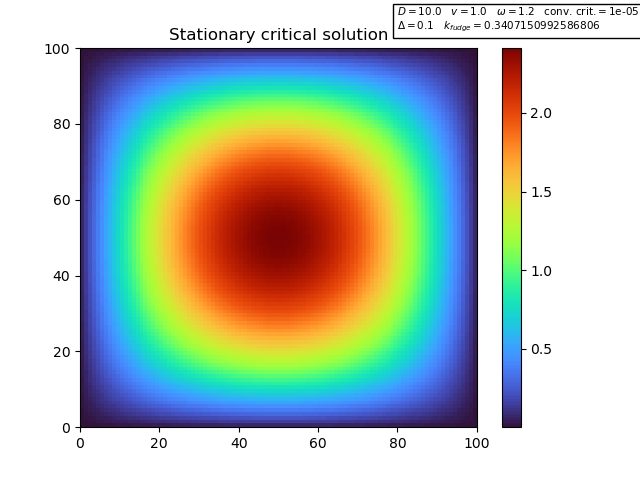 D = 10.0 v = 1.0 ω = 1.2 conv. crit. = 1e-05
Δ = 0.1 k_fudge = 0.3407150992586806
Stationary critical solution
100
80
60
40
20
0
0 20 40 60 80 100
2.0
1.5
1.0
0.5